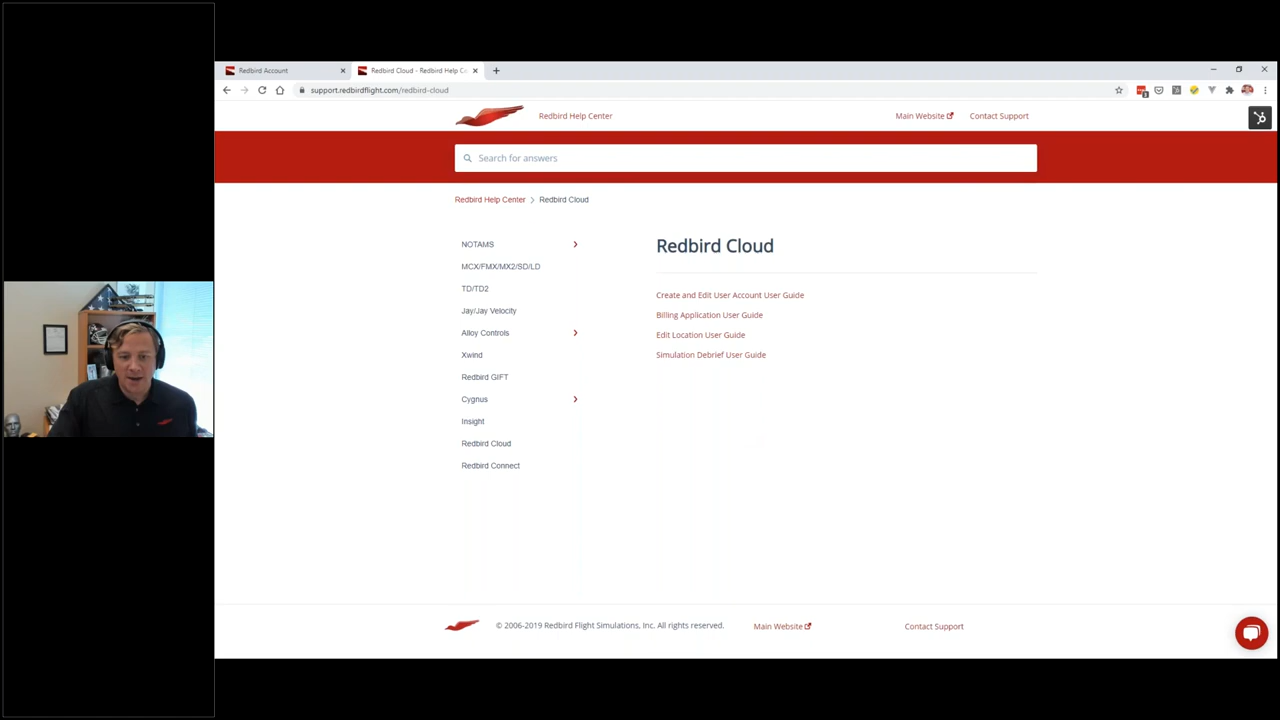 Redbird Account
Redbird Cloud - Redbird Help Ce
support.redbirdflight.com/redbird-cloud
Redbird Help Center
Main Website
Contact Support
Search for answers
Redbird Help Center > Redbird Cloud
NOTAMS
MCX/FMX/MX2/SD/LD
TD/TD2
Jay/Jay Velocity
Alloy Controls
Xwind
Redbird GIFT
Cygnus
Insight
Redbird Cloud
Redbird Connect
Redbird Cloud
Create and Edit User Account User Guide
Billing Application User Guide
Edit Location User Guide
Simulation Debrief User Guide
© 2006-2019 Redbird Flight Simulations, Inc. All rights reserved.
Main Website
Contact Support